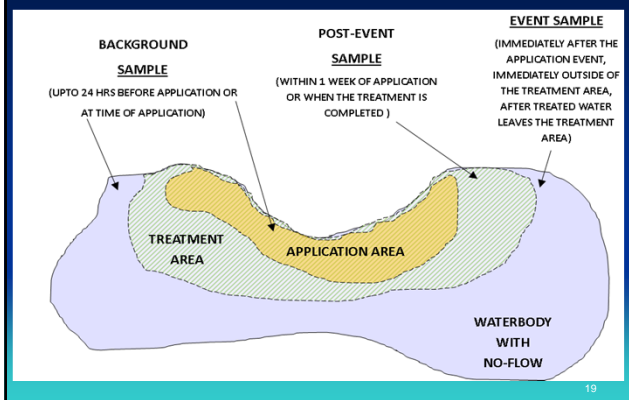 BACKGROUND
SAMPLE
(UPTO 24 HRS BEFORE APPLICATION OR
AT TIME OF APPLICATION)
POST-EVENT
SAMPLE
(WITHIN 1 WEEK OF APPLICATION
OR WHEN THE TREATMENT IS
COMPLETED )
EVENT SAMPLE
(IMMEDIATELY AFTER THE
APPLICATION EVENT,
IMMEDIATELY OUTSIDE OF
THE TREATMENT AREA,
AFTER TREATED WATER
LEAVES THE TREATMENT
AREA)
TREATMENT
AREA
APPLICATION AREA
WATERBODY
WITH
NO-FLOW
19